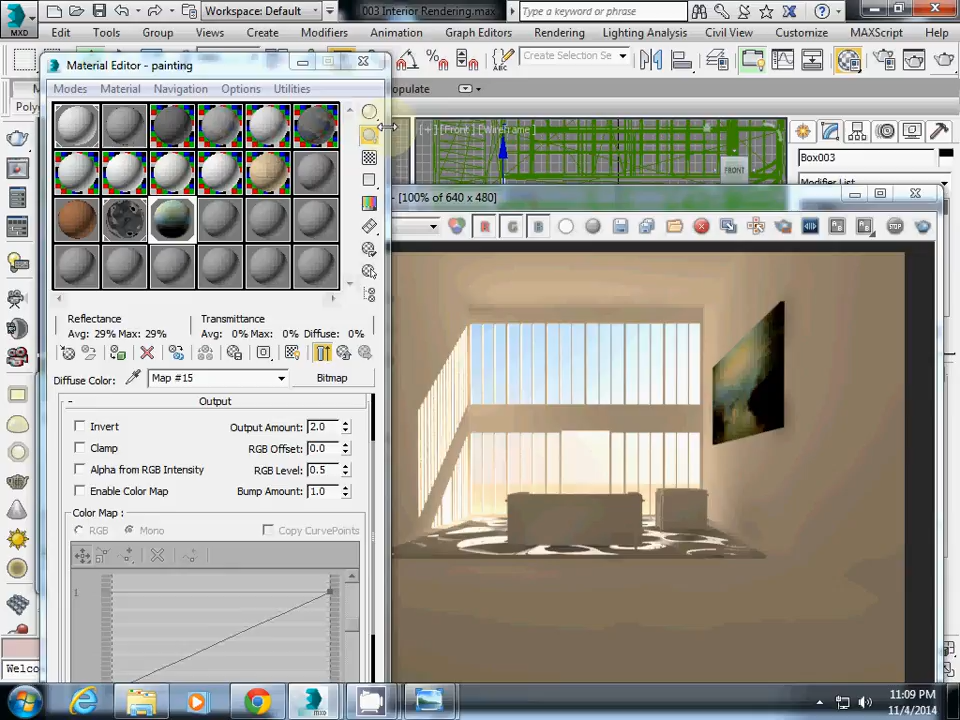 Workspace: Default
003 Interior Rendering.max
Type a keyword or phrase
MXD
Edit Tools Group Views Create Modifiers Animation Graph Editors Rendering Lighting Analysis Civil View Customize MAXScript Help
Create Selection Se
Material Editor - painting
Modes Material Navigation Options Utilities
opulate
[+] [Front] [Wireframe]
FRONT
Box003
Modifier List
- [100% of 640 x 480]
R G B
Reflectance
Avg: 29% Max: 29%
Transmittance
Avg: 0% Max: 0% Diffuse: 0%
Diffuse Color: Map #15 Bitmap
- Output
Invert Output Amount: 2.0
Clamp RGB Offset: 0.0
Alpha from RGB Intensity RGB Level: 0.5
Enable Color Map Bump Amount: 1.0
Color Map :
RGB Mono Copy CurvePoints
1
Welco
STOP
11:09 PM
11/4/2014